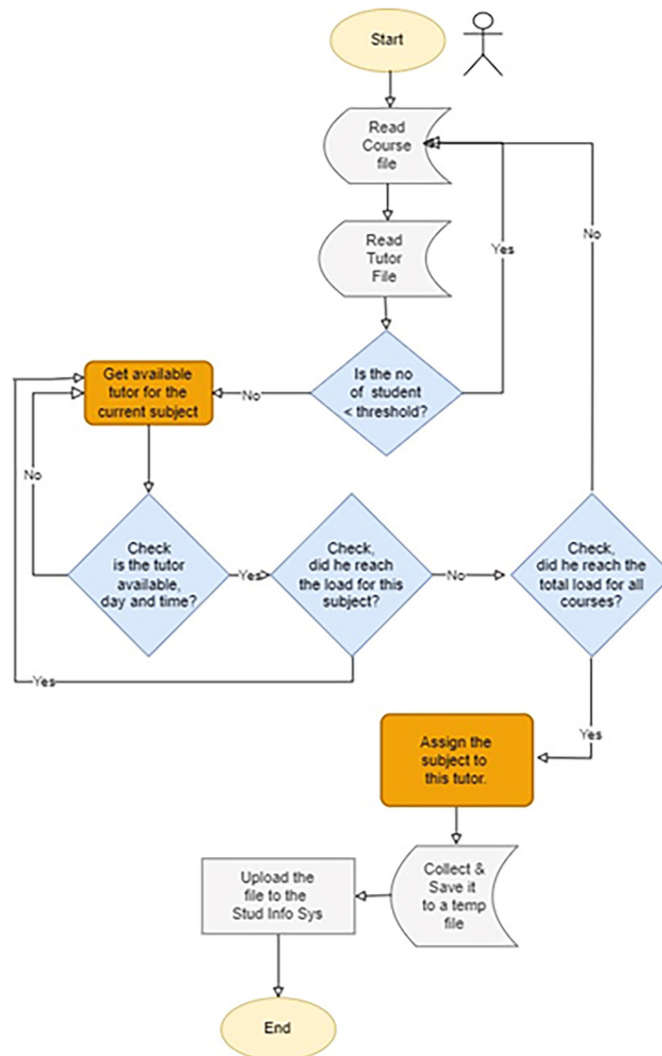 Start
Read
Course
file
Read
Tutor
File
Yes
No
Is the no
of student
< threshold?
No
Get available
tutor for the
current subject
No
Check
is the tutor
available,
day and time?
Yes
Check,
did he reach
the load for this
subject?
No
Check,
did he reach the
total load for all
courses?
Yes
Yes
Assign the
subject to
this tutor.
Collect &
Save it
to a temp
file
Upload the
file to the
Stud Info Sys
End